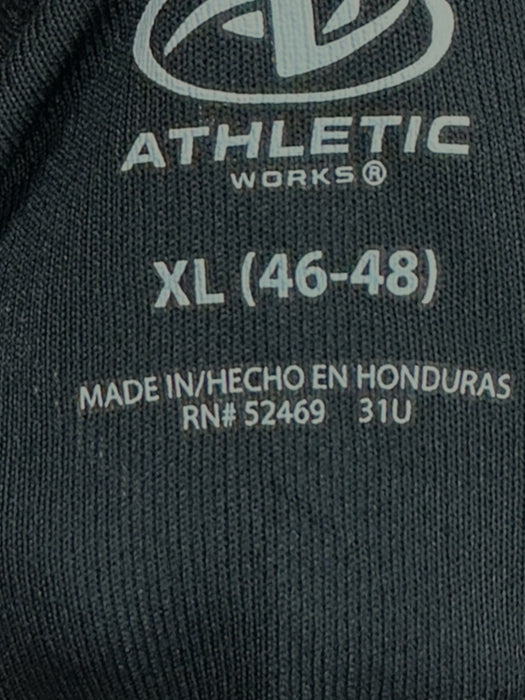 ATHLETIC
WORKS®
XL (46-48)
MADE IN/HECHO EN HONDURAS
RN# 52469 31U